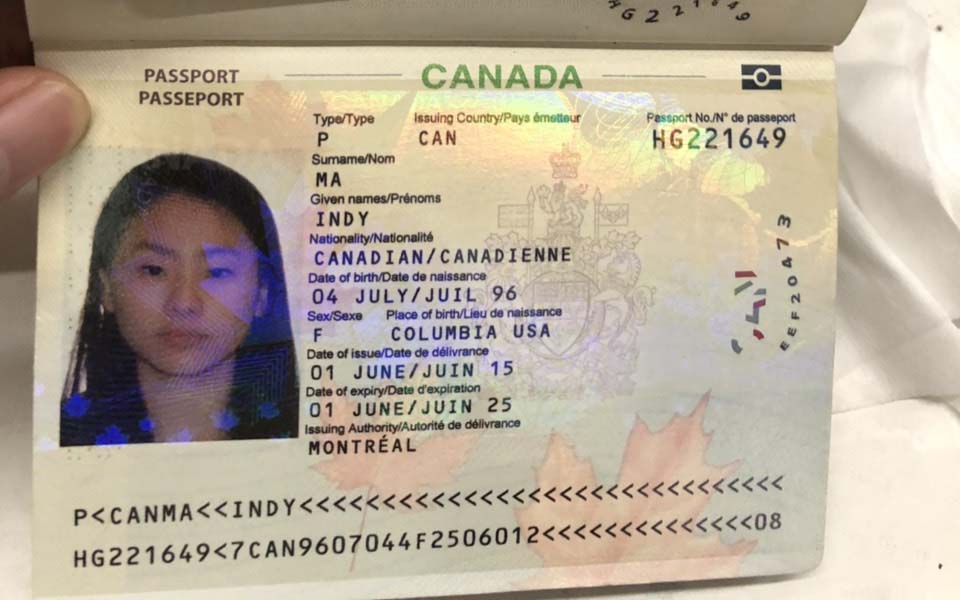 HG221649
PASSPORT
PASSEPORT
CANADA
Type/Type Issuing Country/Pays émetteur Passport No./N° de passeport
P CAN HG221649
Surname/Nom
MA
Given names/Prénoms
INDY
Nationality/Nationalité
CANADIAN/CANADIENNE
Date of birth/Date de naissance
04 JULY/JUIL 96
Sex/Sexe Place of birth/Lieu de naissance
F COLUMBIA USA
Date of issue/Date de délivrance
01 JUNE/JUIN 15
Date of expiry/Date d'expiration
01 JUNE/JUIN 25
Issuing Authority/Autorité de délivrance
MONTRÉAL
EEF20473
P<CANMA<<INDY<<<<<<<<<<<<<<<<<<<<<<<<<<<<<<<
HG221649<7CAN9607044F2506012<<<<<<<<<<<<<<08